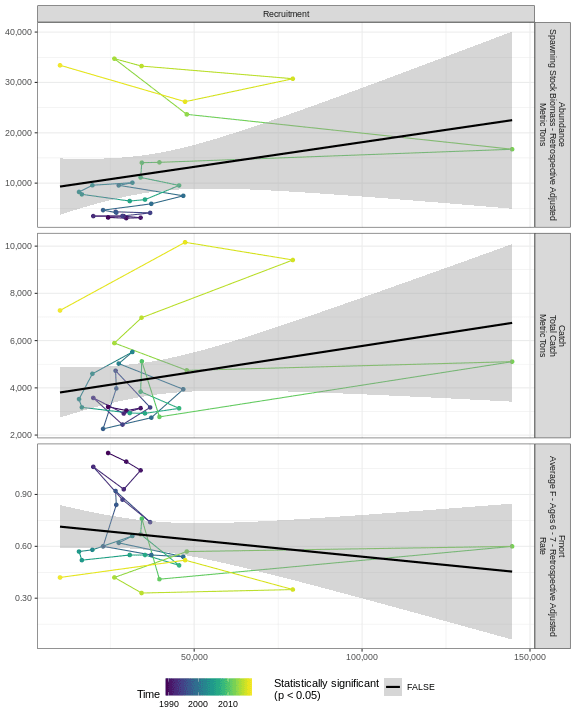 Recruitment
40,000
30,000
20,000
10,000
Abundance
Spawning Stock Biomass - Retrospective Adjusted
Metric Tons
10,000
8,000
6,000
4,000
2,000
Catch
Total Catch
Metric Tons
0.90
0.60
0.30
Fmort
Average F - Ages 6 - 7 - Retrospective Adjusted
Rate
50,000 100,000 150,000
Time
1990 2000 2010
Statistically significant
(p < 0.05)
FALSE